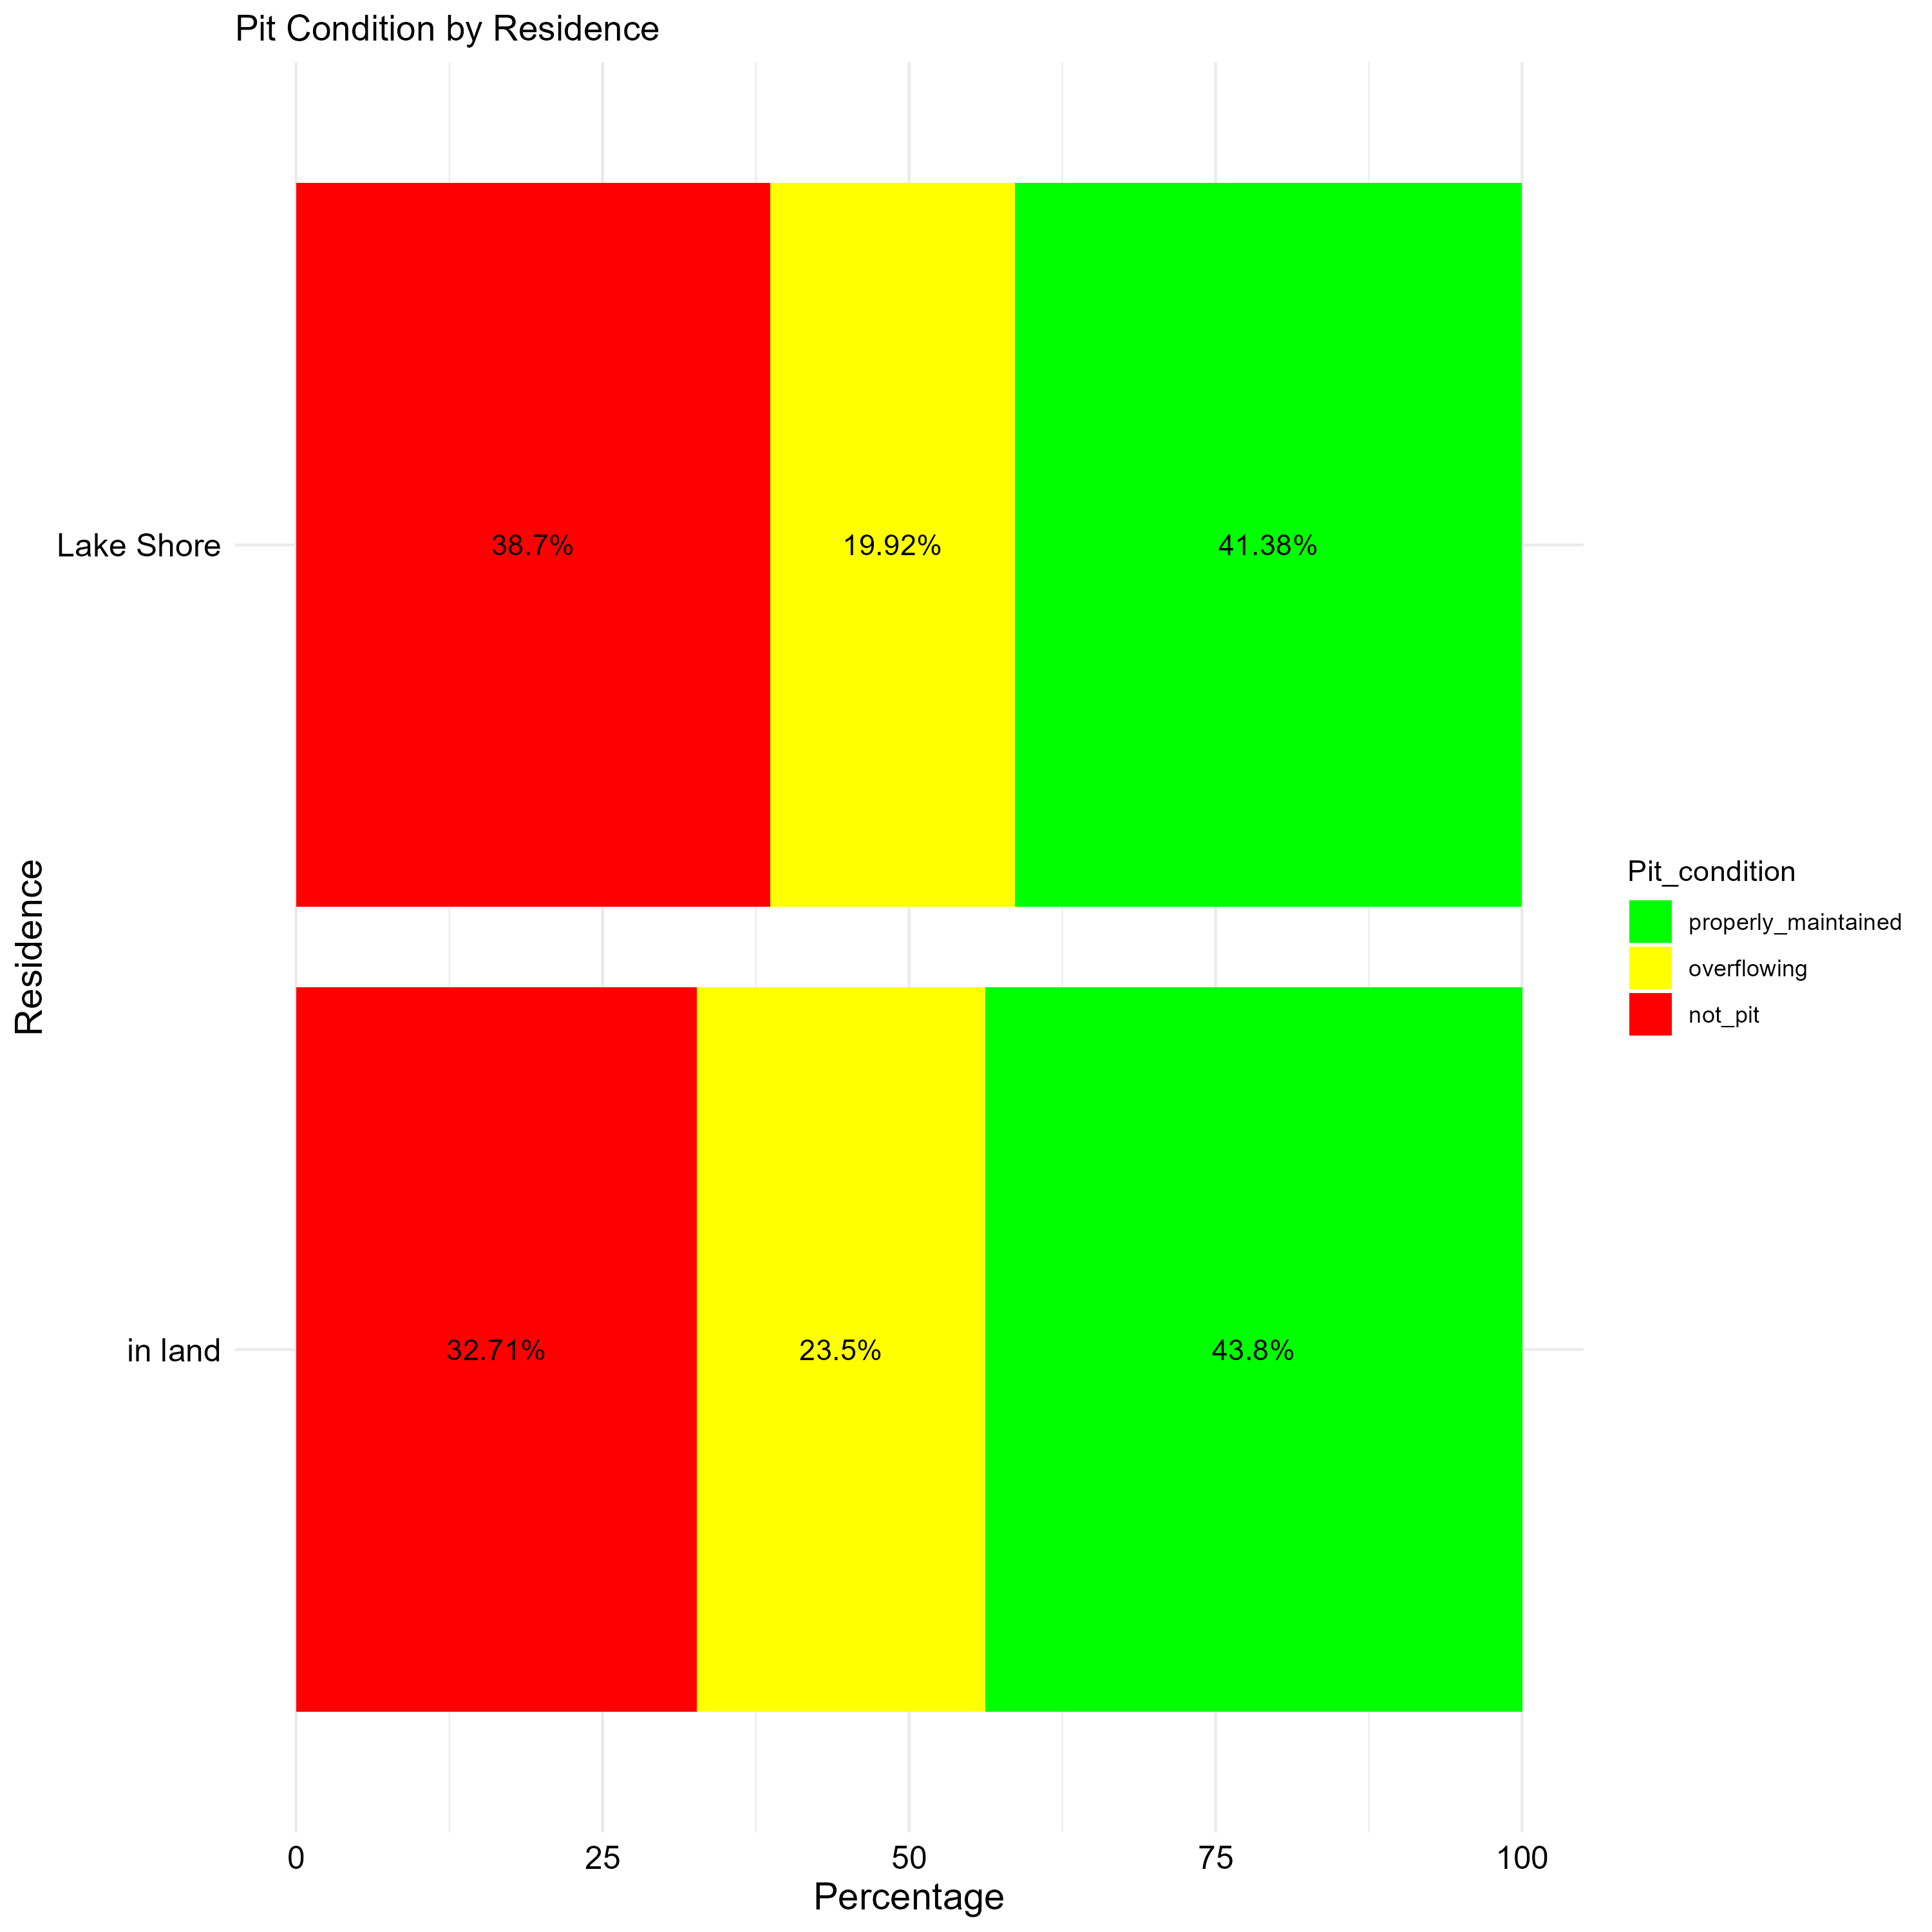 Pit Condition by Residence
Lake Shore
38.7%
19.92%
41.38%
in land
32.71%
23.5%
43.8%
Residence
0
25
50
75
100
Percentage
Pit_condition
properly_maintained
overflowing
not_pit